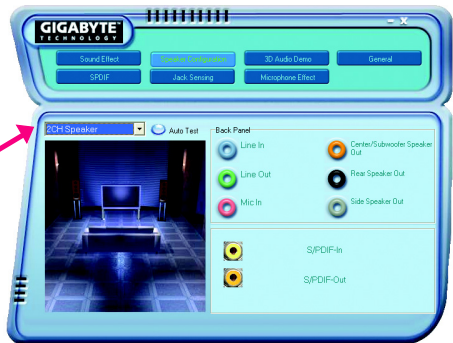 GIGABYTE™
TECHNOLOGY
Sound Effect
Speaker Configuration
3D Audio Demo
General
SPDIF
Jack Sensing
Microphone Effect
2CH Speaker
Auto Test
Back Panel
Line In
Center/Subwoofer Speaker
Out
Line Out
Rear Speaker Out
Mic In
Side Speaker Out
S/PDIF-In
S/PDIF-Out